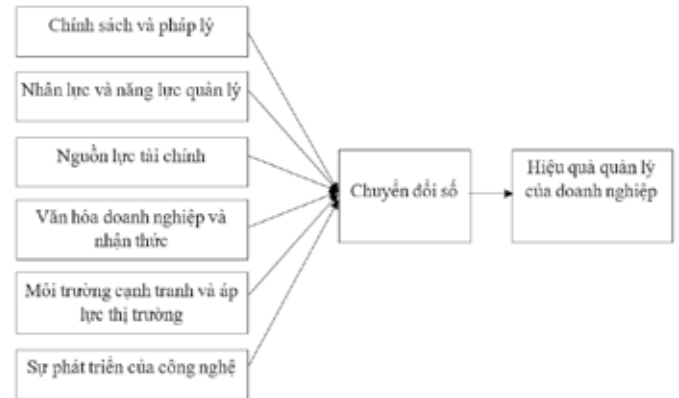 Chính sách và pháp lý
Nhân lực và năng lực quản lý
Nguồn lực tài chính
Văn hóa doanh nghiệp và
nhận thức
Môi trường cạnh tranh và áp
lực thị trường
Sự phát triển của công nghệ
Chuyển đổi số
Hiệu quả quản lý
của doanh nghiệp